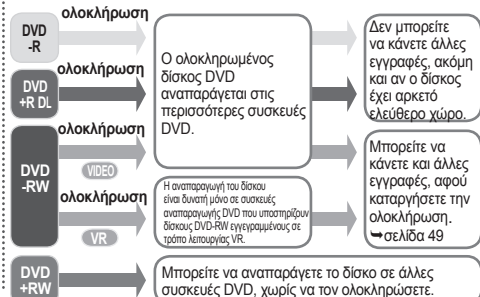 DVD
-R
ολοκλήρωση
DVD
+R DL
ολοκλήρωση
Ο ολοκληρωμένος
δίσκος DVD
αναπαράγεται στις
περισσότερες συσκευές
DVD.
Δεν μπορείτε
να κάνετε άλλες
εγγραφές, ακόμη
και αν ο δίσκος
έχει αρκετό
ελεύθερο χώρο.
DVD
-RW
ολοκλήρωση
VIDEO
ολοκλήρωση
VR
Η αναπαραγωγή του δίσκου
είναι δυνατή μόνο σε συσκευές
αναπαραγωγής DVD που υποστηρίζουν
δίσκους DVD-RW εγγεγραμμένους σε
τρόπο λειτουργίας VR.
Μπορείτε να
κάνετε και άλλες
εγγραφές, αφού
καταργήσετε την
ολοκλήρωση.
➥σελίδα 49
DVD
+RW
Μπορείτε να αναπαράγετε το δίσκο σε άλλες
συσκευές DVD, χωρίς να τον ολοκληρώσετε.